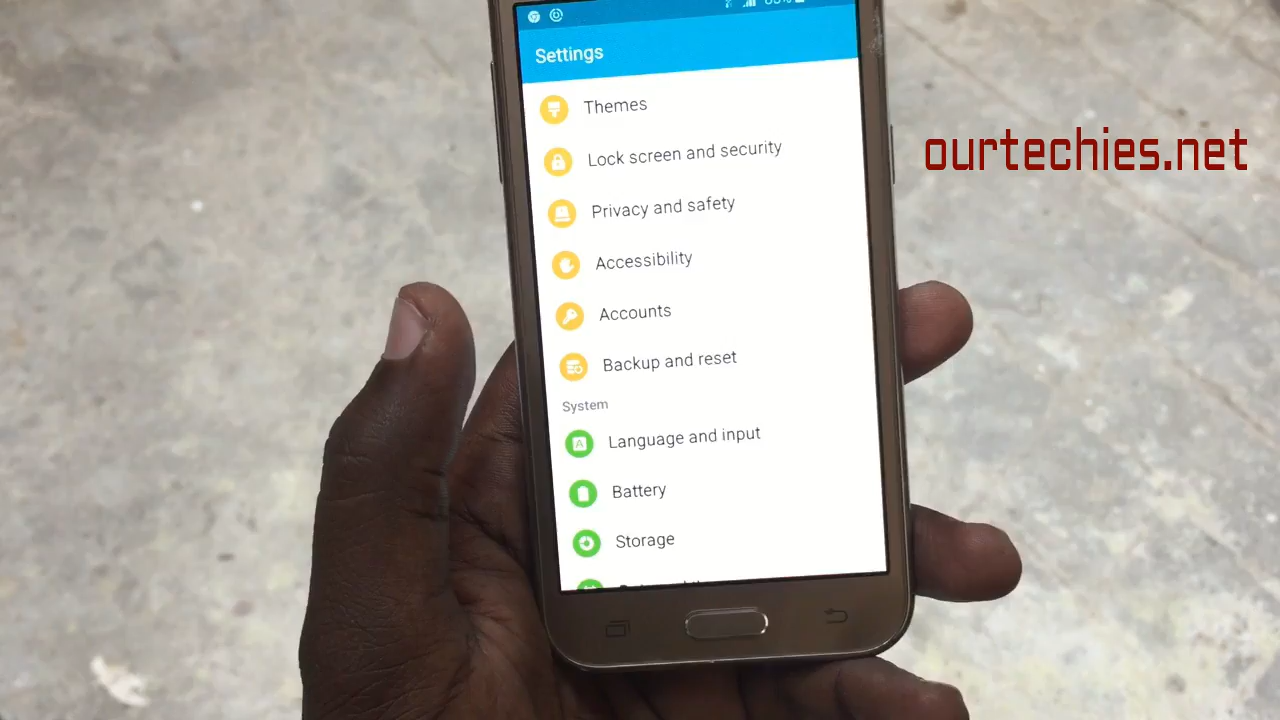 Settings
Themes
Lock screen and security
Privacy and safety
Accessibility
Accounts
Backup and reset
System
Language and input
Battery
Storage
ourtechies.net